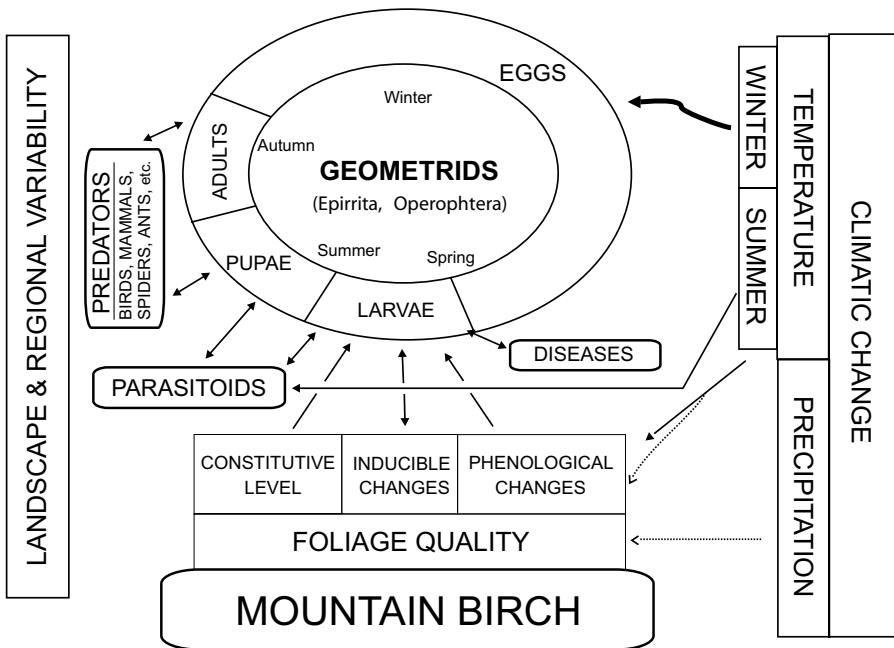 LANDSCAPE & REGIONAL VARIABILITY
PREDATORS
BIRDS, MAMMALS,
SPIDERS, ANTS, etc.
EGGS
ADULTS
PUPAE
LARVAE
Winter
Autumn
GEOMETRIDS
(Epirrita, Operophtera)
Summer
Spring
PARASITOIDS
DISEASES
CONSTITUTIVE
LEVEL
INDUCIBLE
CHANGES
PHENOLOGICAL
CHANGES
FOLIAGE QUALITY
MOUNTAIN BIRCH
WINTER
SUMMER
TEMPERATURE
PRECIPITATION
CLIMATIC CHANGE